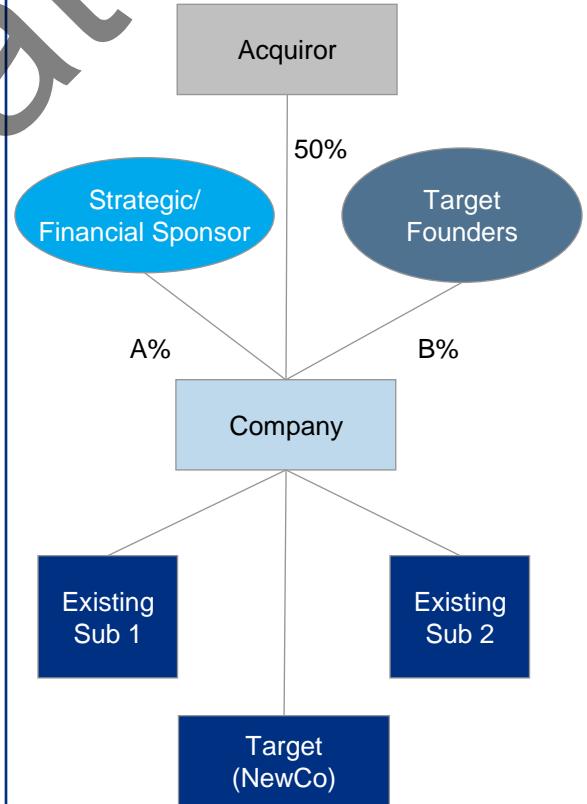 Acquiror
50%
Strategic/
Financial Sponsor
Target
Founders
A%
B%
Company
Existing
Sub 1
Existing
Sub 2
Target
(NewCo)